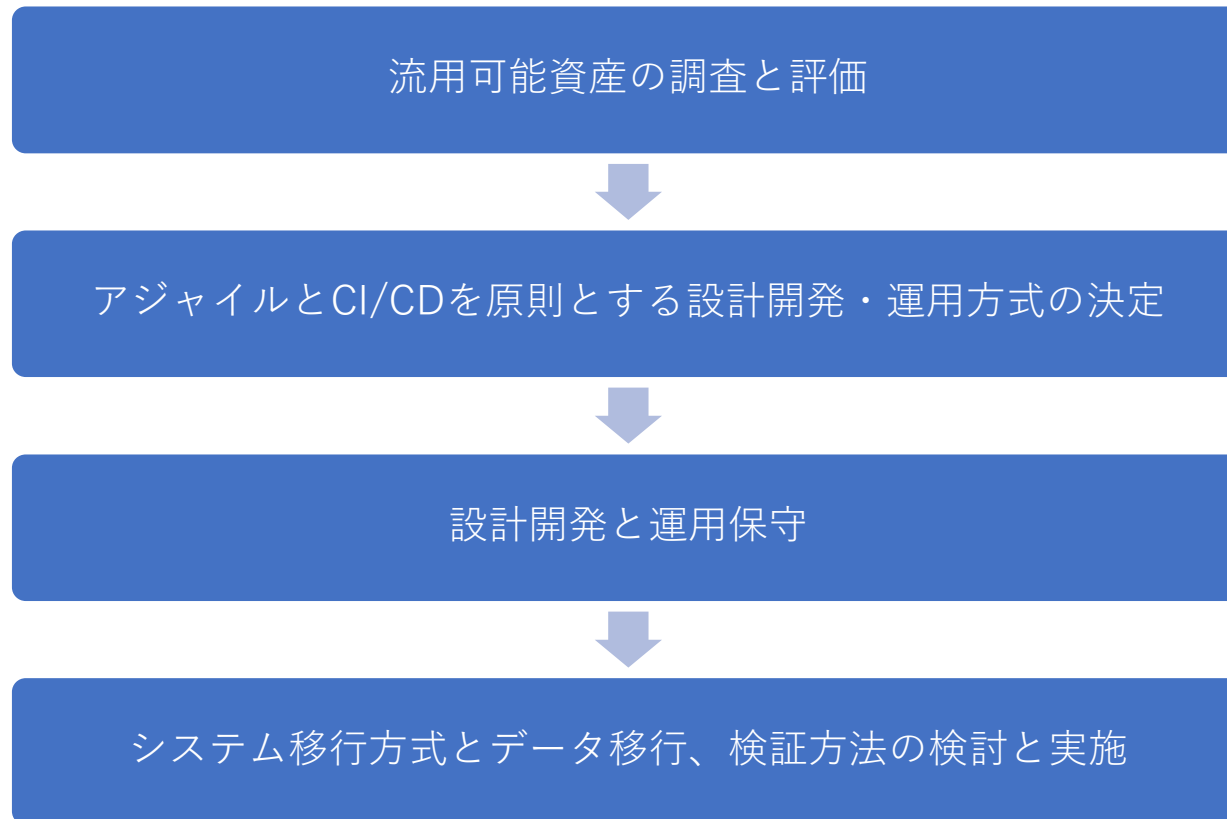 流用可能資産の調査と評価
アジャイルとCI/CDを原則とする設計開発・運用方式の決定
設計開発と運用保守
システム移行方式とデータ移行、検証方法の検討と実施